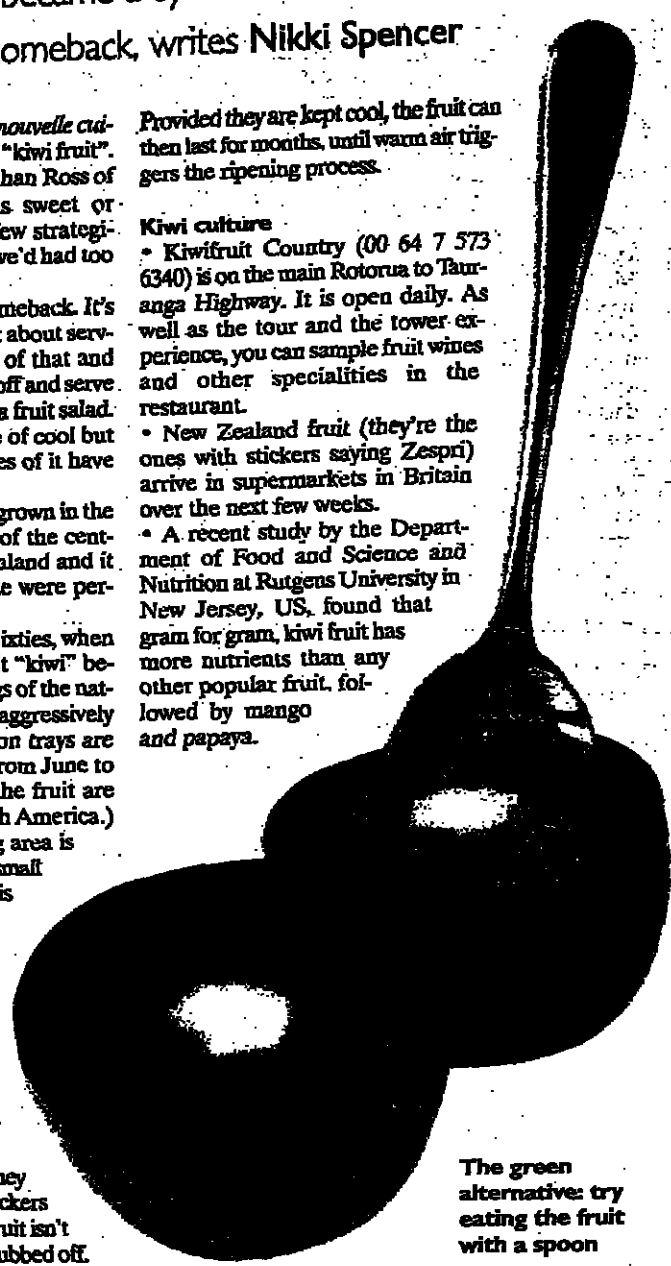 omeback, writes Nikki Spencer
nouvelle cui-
"kiwi fruit".
han Ross of
s sweet or
ew strategi-
we'd had too
meback. It's
t about serv-
of that and
off and serve
a fruit salad.
e of cool but
es of it have
grown in the
of the cent-
aland and it
e were per-
ixties, when
t "kiwi" be-
gs of the nat-
aggressively
on trays are
rom June to
he fruit are
h America.)
g area is
small
is
ney
ckers
ruit isn't
ubbed off.
Provided they are kept cool, the fruit can
then last for months, until warm air trig-
gers the ripening process.
Kiwi culture
• Kiwifruit Country (00 64 7 573
6340) is on the main Rotorua to Taur-
anga Highway. It is open daily. As
well as the tour and the tower ex-
perience, you can sample fruit wines
and other specialities in the
restaurant.
• New Zealand fruit (they're the
ones with stickers saying Zespri)
arrive in supermarkets in Britain
over the next few weeks.
• A recent study by the Depart-
ment of Food and Science and
Nutrition at Rutgens University in
New Jersey, US, found that
gram for gram, kiwi fruit has
more nutrients than any
other popular fruit, fol-
lowed by mango
and papaya.
The green
alternative: try
eating the fruit
with a spoon